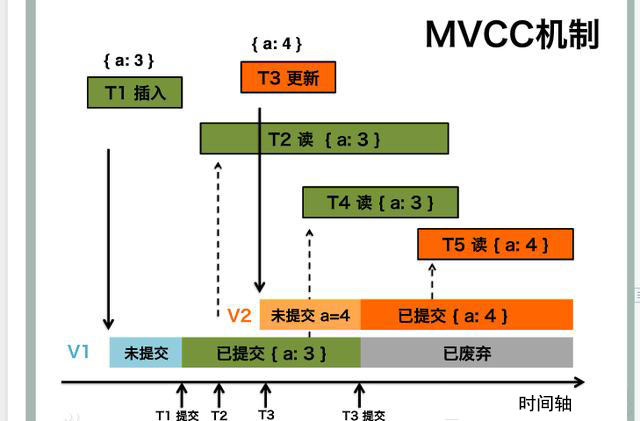 MVCC机制
{ a: 3 }
{ a: 4 }
T1 插入
T3 更新
T2 读 { a: 3 }
T4 读 { a: 3 }
T5 读 { a: 4 }
V2
未提交 a=4
已提交 { a: 4 }
V1
未提交
已提交 { a: 3 }
已废弃
时间轴
T1 提交
T2
T3
T3 提交